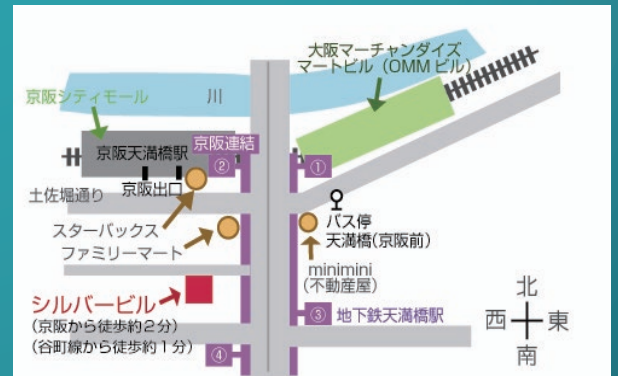 大阪マーチャンダイズ
マートビル（OMMビル）
京阪シティモール
川
京阪連結
京阪天満橋駅
②
①
京阪出口
土佐堀通り
スターバックス
ファミリーマート
バス停
天満橋(京阪前)
minimini
（不動産屋）
シルバービル
（京阪から徒歩約２分）
（谷町線から徒歩約１分）
③
地下鉄天満橋駅
④
北
西
東
南